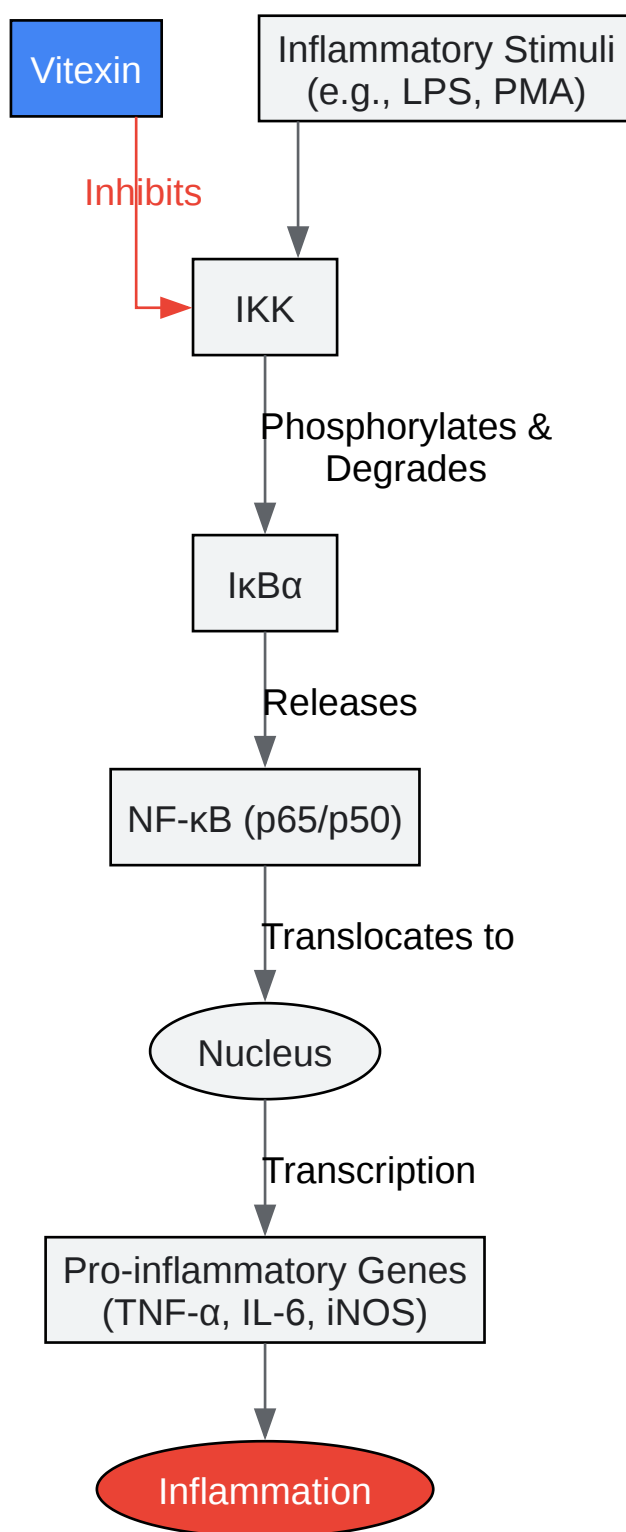 Vitexin
Inflammatory Stimuli
(e.g., LPS, PMA)
Inhibits
IKK
Phosphorylates &
Degrades
IκBα
Releases
NF-κB (p65/p50)
Translocates to
Nucleus
Transcription
Pro-inflammatory Genes
(TNF-α, IL-6, iNOS)
Inflammation